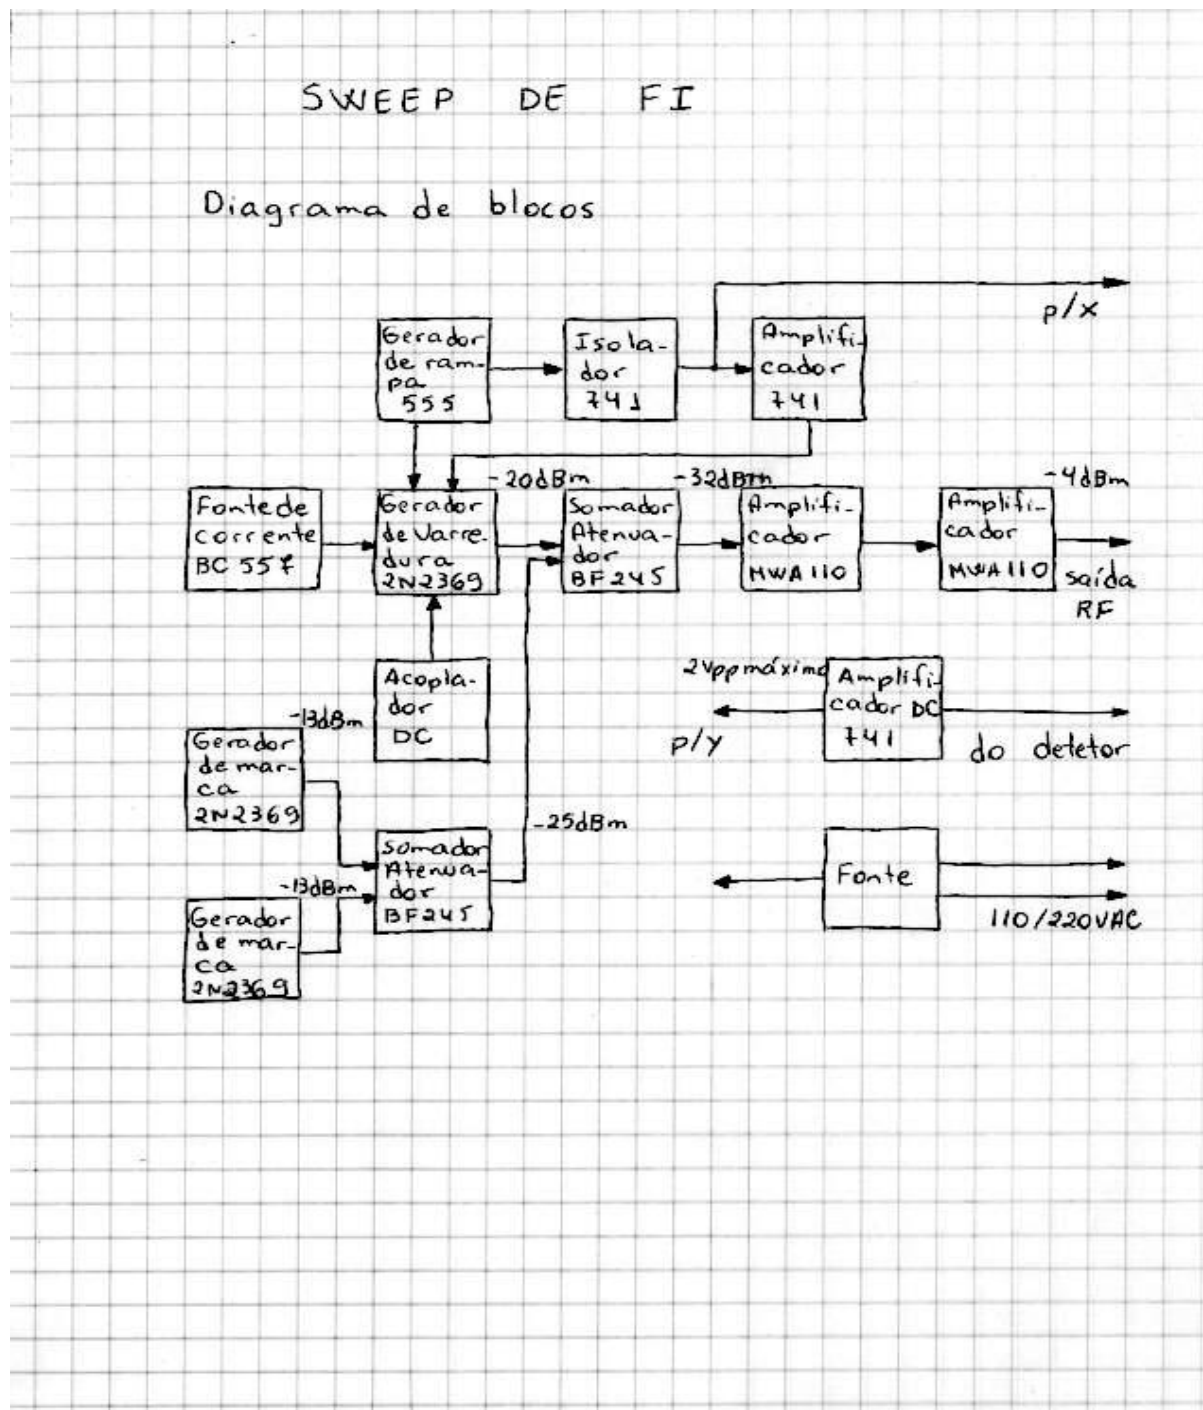 SWEEP DE FI
Diagrama de blocos
p/X
Gerador
de ram-
pa
555
Isola-
dor
741
Amplifi-
cador
741
-20dBm
-32dBm
-4dBm
Fonte de
corrente
BC 557
Gerador
de Varre-
dura
2N2369
Somador
Atenua-
dor
BF245
Amplifi-
cador
MWA110
Amplifi-
cador
MWA110
saída
RF
Acopla-
dor
DC
2Vpp máximo
Amplifi-
cador DC
741
p/Y
do detetor
-13dBm
Gerador
de mar-
ca
2N2369
-25dBm
Somador
Atenua-
dor
BF245
Fonte
110/220VAC
-13dBm
Gerador
de mar-
ca
2N2369